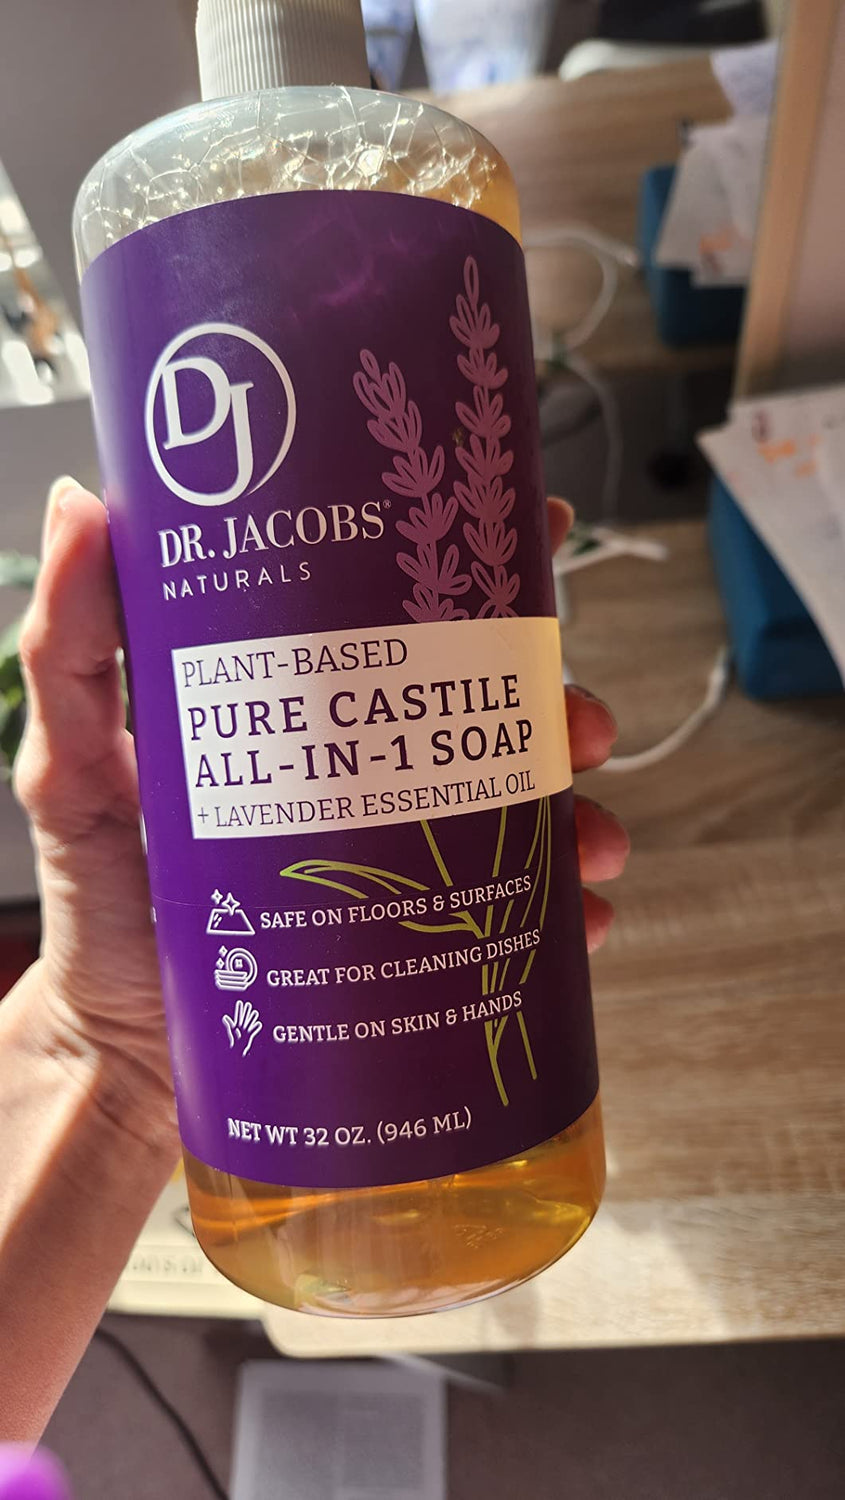 DJ
DR. JACOBS®
NATURALS
PLANT-BASED
PURE CASTILE
ALL-IN-1 SOAP
+ LAVENDER ESSENTIAL OIL
SAFE ON FLOORS & SURFACES
GREAT FOR CLEANING DISHES
GENTLE ON SKIN & HANDS
NET WT 32 OZ. (946 ML)